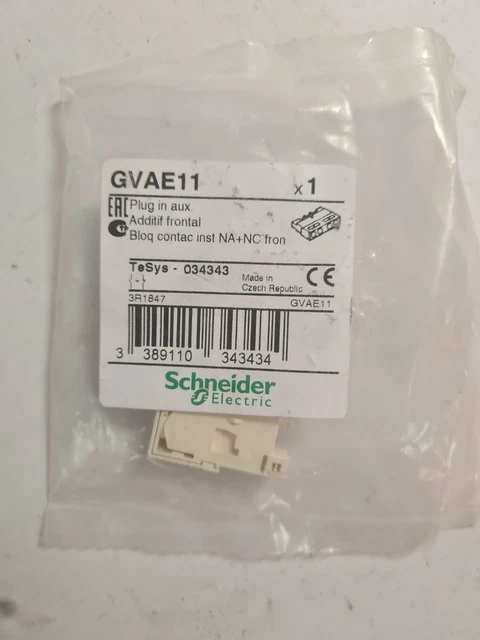 GVAE11 x 1
EAC Plug in aux.
Additif frontal
Bloq contac inst NA+NC fron
TeSys - 034343
Made in
Czech Republic
CE
3R1847 GVAE11
3 389110 343434
Schneider
Electric